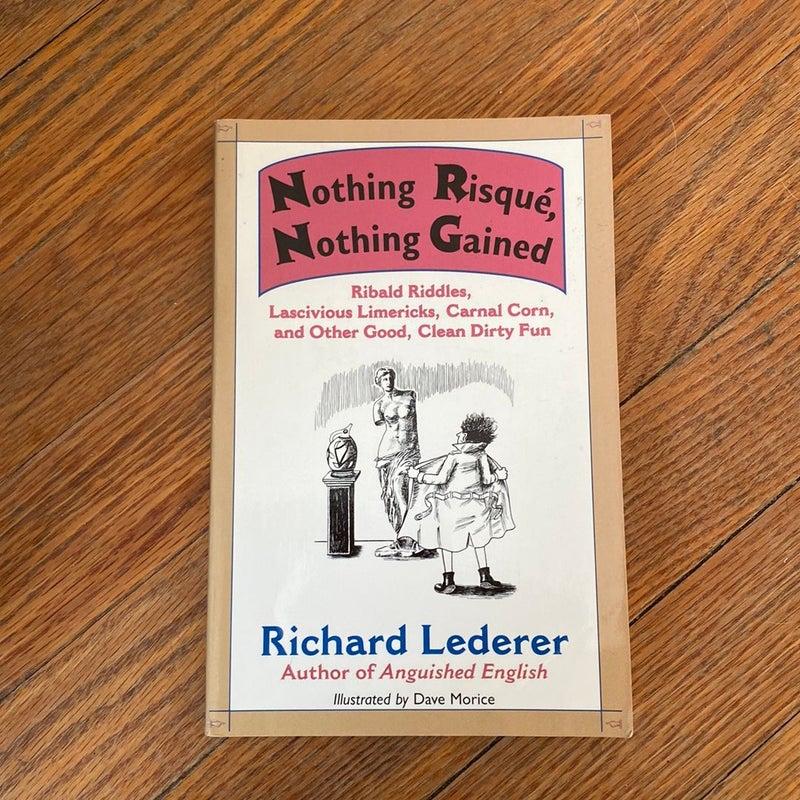 Nothing Risqué,
Nothing Gained
Ribald Riddles,
Lascivious Limericks, Carnal Corn,
and Other Good, Clean Dirty Fun
Richard Lederer
Author of Anguished English
Illustrated by Dave Morice